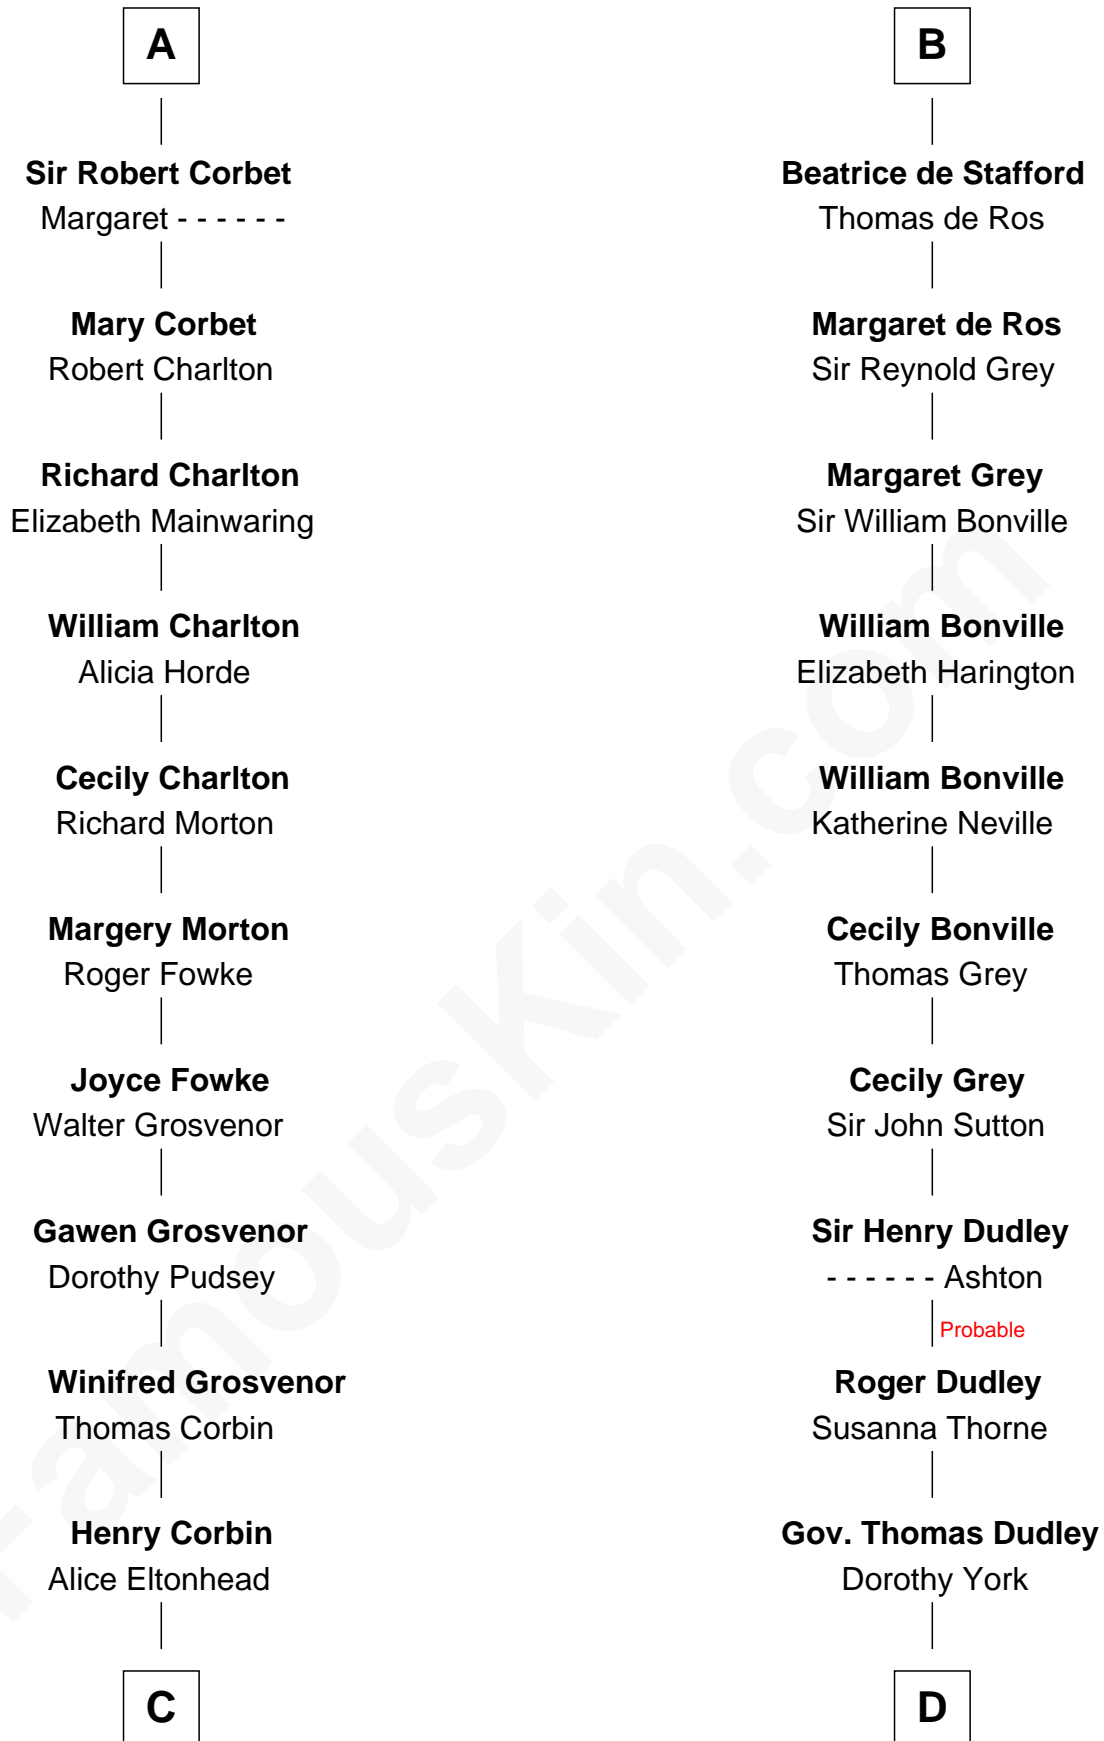 A
Sir Robert Corbet
Margaret - - - - - -
Mary Corbet
Robert Charlton
Richard Charlton
Elizabeth Mainwaring
William Charlton
Alicia Horde
Cecily Charlton
Richard Morton
Margery Morton
Roger Fowke
Joyce Fowke
Walter Grosvenor
Gawen Grosvenor
Dorothy Pudsey
Winifred Grosvenor
Thomas Corbin
Henry Corbin
Alice Eltonhead
C
B
Beatrice de Stafford
Thomas de Ros
Margaret de Ros
Sir Reynold Grey
Margaret Grey
Sir William Bonville
William Bonville
Elizabeth Harington
William Bonville
Katherine Neville
Cecily Bonville
Thomas Grey
Cecily Grey
Sir John Sutton
Sir Henry Dudley
- - - - - - Ashton
Probable
Roger Dudley
Susanna Thorne
Gov. Thomas Dudley
Dorothy York
D
FamousKin.com